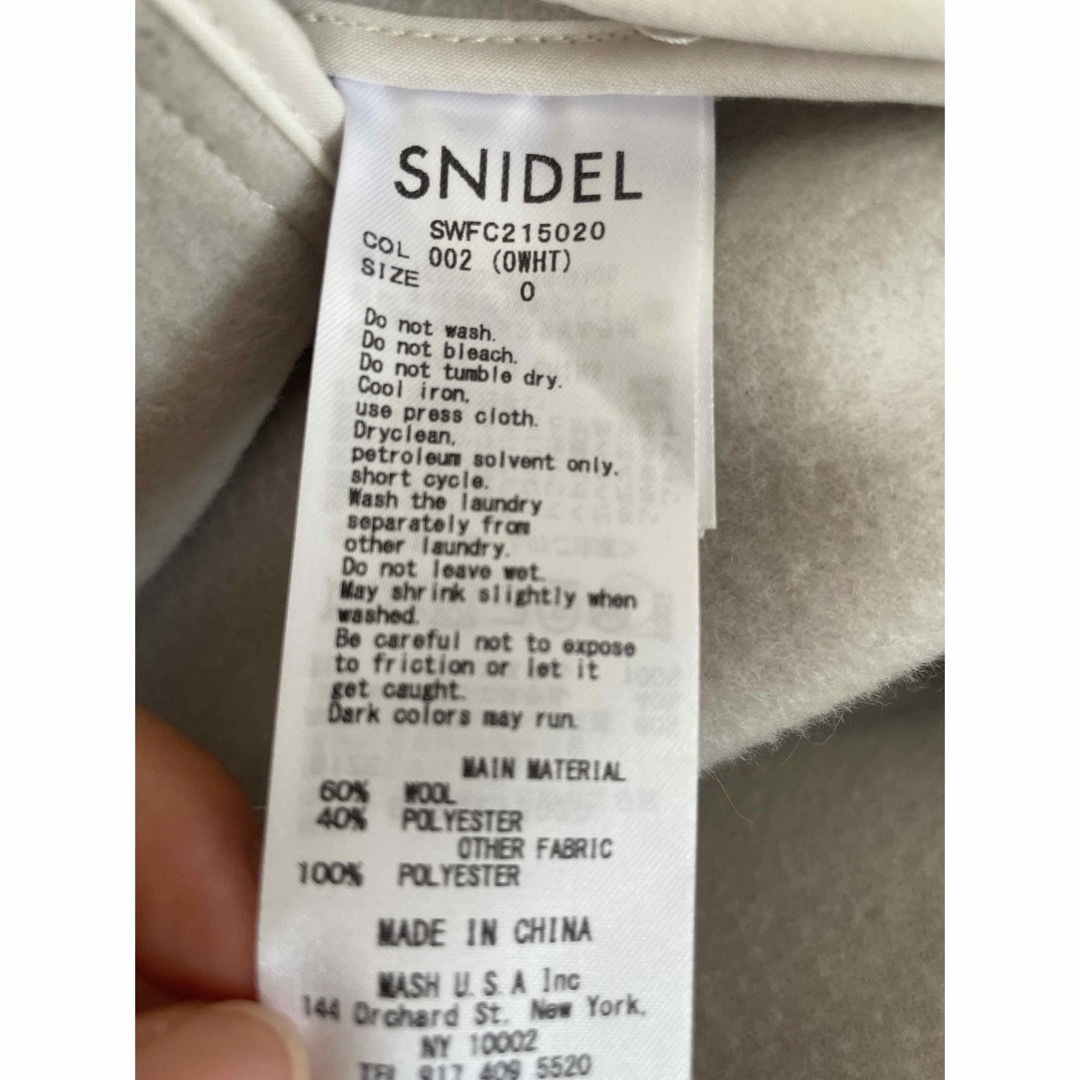 SNIDEL
SWFC215020
COL 002 (OWHT)
SIZE 0
Do not wash.
Do not bleach.
Do not tumble dry.
Cool iron,
use press cloth.
Dryclean,
petroleum solvent only.
short cycle.
Wash the laundry
separately from
other laundry.
Do not leave wet.
May shrink slightly when
washed.
Be careful not to expose
to friction or let it
get caught.
Dark colors may run.
MAIN MATERIAL
60% WOOL
40% POLYESTER
OTHER FABRIC
100% POLYESTER
MADE IN CHINA
MASH U.S.A Inc
144 Orchard St. New York,
NY 10002
TEL 917 409 5520